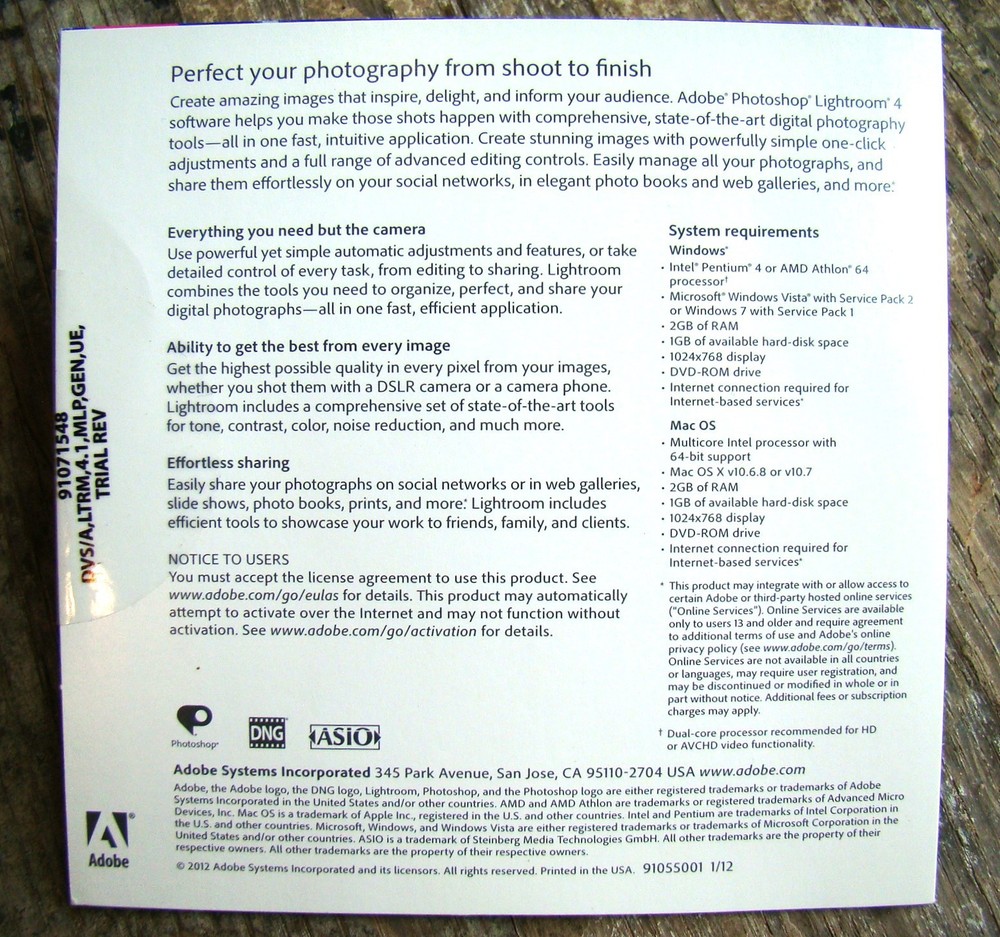 Perfect your photography from shoot to finish
Create amazing images that inspire, delight, and inform your audience. Adobe® Photoshop® Lightroom® 4
software helps you make those shots happen with comprehensive, state-of-the-art digital photography
tools—all in one fast, intuitive application. Create stunning images with powerfully simple one-click
adjustments and a full range of advanced editing controls. Easily manage all your photographs, and
share them effortlessly on your social networks, in elegant photo books and web galleries, and more.*
Everything you need but the camera
Use powerful yet simple automatic adjustments and features, or take
detailed control of every task, from editing to sharing. Lightroom
combines the tools you need to organize, perfect, and share your
digital photographs—all in one fast, efficient application.
Ability to get the best from every image
Get the highest possible quality in every pixel from your images,
whether you shot them with a DSLR camera or a camera phone.
Lightroom includes a comprehensive set of state-of-the-art tools
for tone, contrast, color, noise reduction, and much more.
Effortless sharing
Easily share your photographs on social networks or in web galleries,
slide shows, photo books, prints, and more.* Lightroom includes
efficient tools to showcase your work to friends, family, and clients.
NOTICE TO USERS
You must accept the license agreement to use this product. See
www.adobe.com/go/eulas for details. This product may automatically
attempt to activate over the Internet and may not function without
activation. See www.adobe.com/go/activation for details.
System requirements
Windows®
• Intel® Pentium® 4 or AMD Athlon® 64
processor†
• Microsoft® Windows Vista® with Service Pack 2
or Windows 7 with Service Pack 1
• 2GB of RAM
• 1GB of available hard-disk space
• 1024x768 display
• DVD-ROM drive
• Internet connection required for
Internet-based services*
Mac OS
• Multicore Intel processor with
64-bit support
• Mac OS X v10.6.8 or v10.7
• 2GB of RAM
• 1GB of available hard-disk space
• 1024x768 display
• DVD-ROM drive
• Internet connection required for
Internet-based services*
* This product may integrate with or allow access to
certain Adobe or third-party hosted online services
("Online Services"). Online Services are available
only to users 13 and older and require agreement
to additional terms of use and Adobe's online
privacy policy (see www.adobe.com/go/terms).
Online Services are not available in all countries
or languages, may require user registration, and
may be discontinued or modified in whole or in
part without notice. Additional fees or subscription
charges may apply.
† Dual-core processor recommended for HD
or AVCHD video functionality.
91071548
DVS/A,LTRM,4.1,MLP,GEN,UE,
TRIAL REV
Photoshop®
DNG
ASIO
Adobe Systems Incorporated 345 Park Avenue, San Jose, CA 95110-2704 USA www.adobe.com
Adobe, the Adobe logo, the DNG logo, Lightroom, Photoshop, and the Photoshop logo are either registered trademarks or trademarks of Adobe
Systems Incorporated in the United States and/or other countries. AMD and AMD Athlon are trademarks or registered trademarks of Advanced Micro
Devices, Inc. Mac OS is a trademark of Apple Inc., registered in the U.S. and other countries. Intel and Pentium are trademarks of Intel Corporation in
the U.S. and other countries. Microsoft, Windows, and Windows Vista are either registered trademarks or trademarks of Microsoft Corporation in the
United States and/or other countries. ASIO is a trademark of Steinberg Media Technologies GmbH. All other trademarks are the property of their
respective owners. All other trademarks are the property of their respective owners.
© 2012 Adobe Systems Incorporated and its licensors. All rights reserved. Printed in the USA. 91055001 1/12
Adobe®